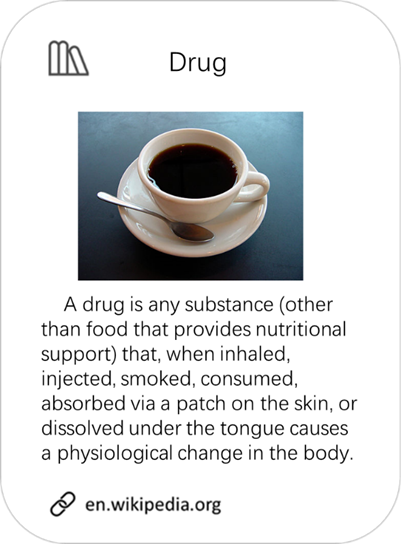 Drug
A drug is any substance (other
than food that provides nutritional
support) that, when inhaled,
injected, smoked, consumed,
absorbed via a patch on the skin, or
dissolved under the tongue causes
a physiological change in the body.
en.wikipedia.org